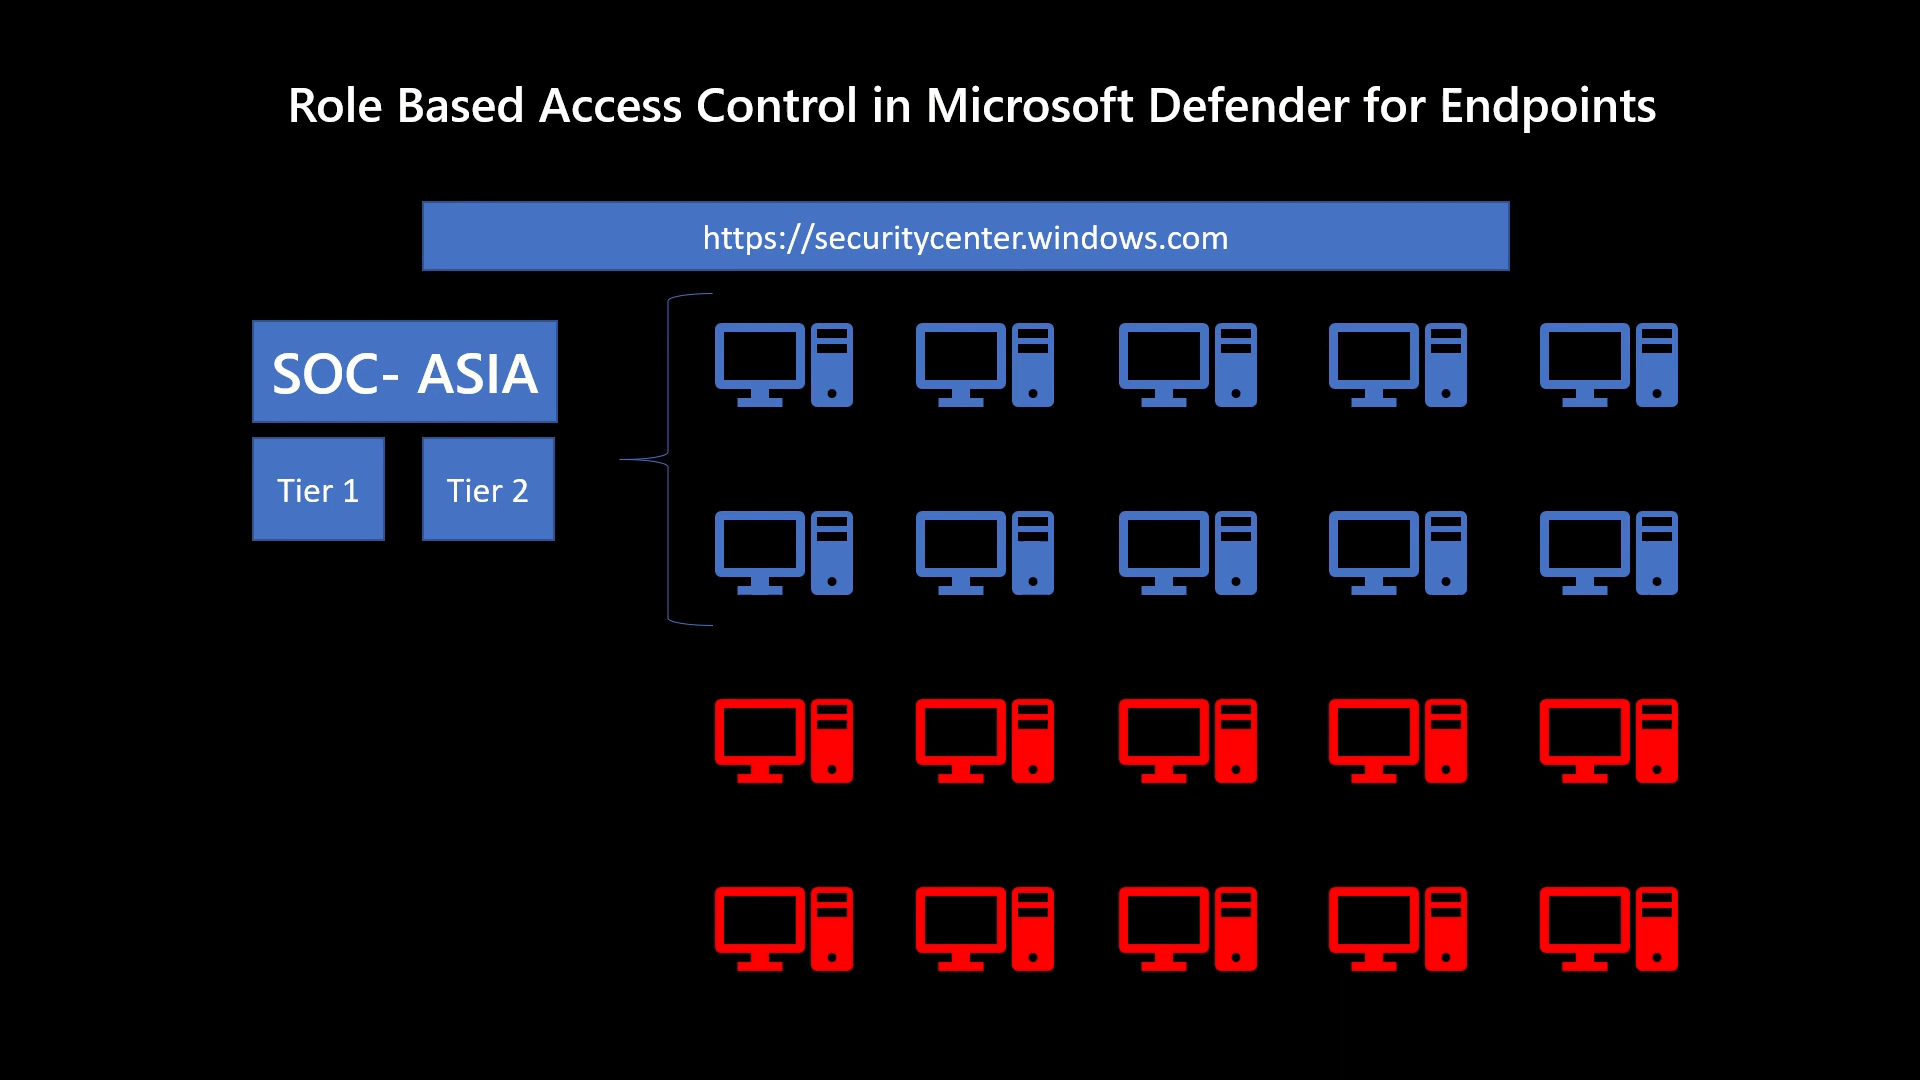 Role Based Access Control in Microsoft Defender for Endpoints
https://securitycenter.windows.com
SOC- ASIA
Tier 1
Tier 2